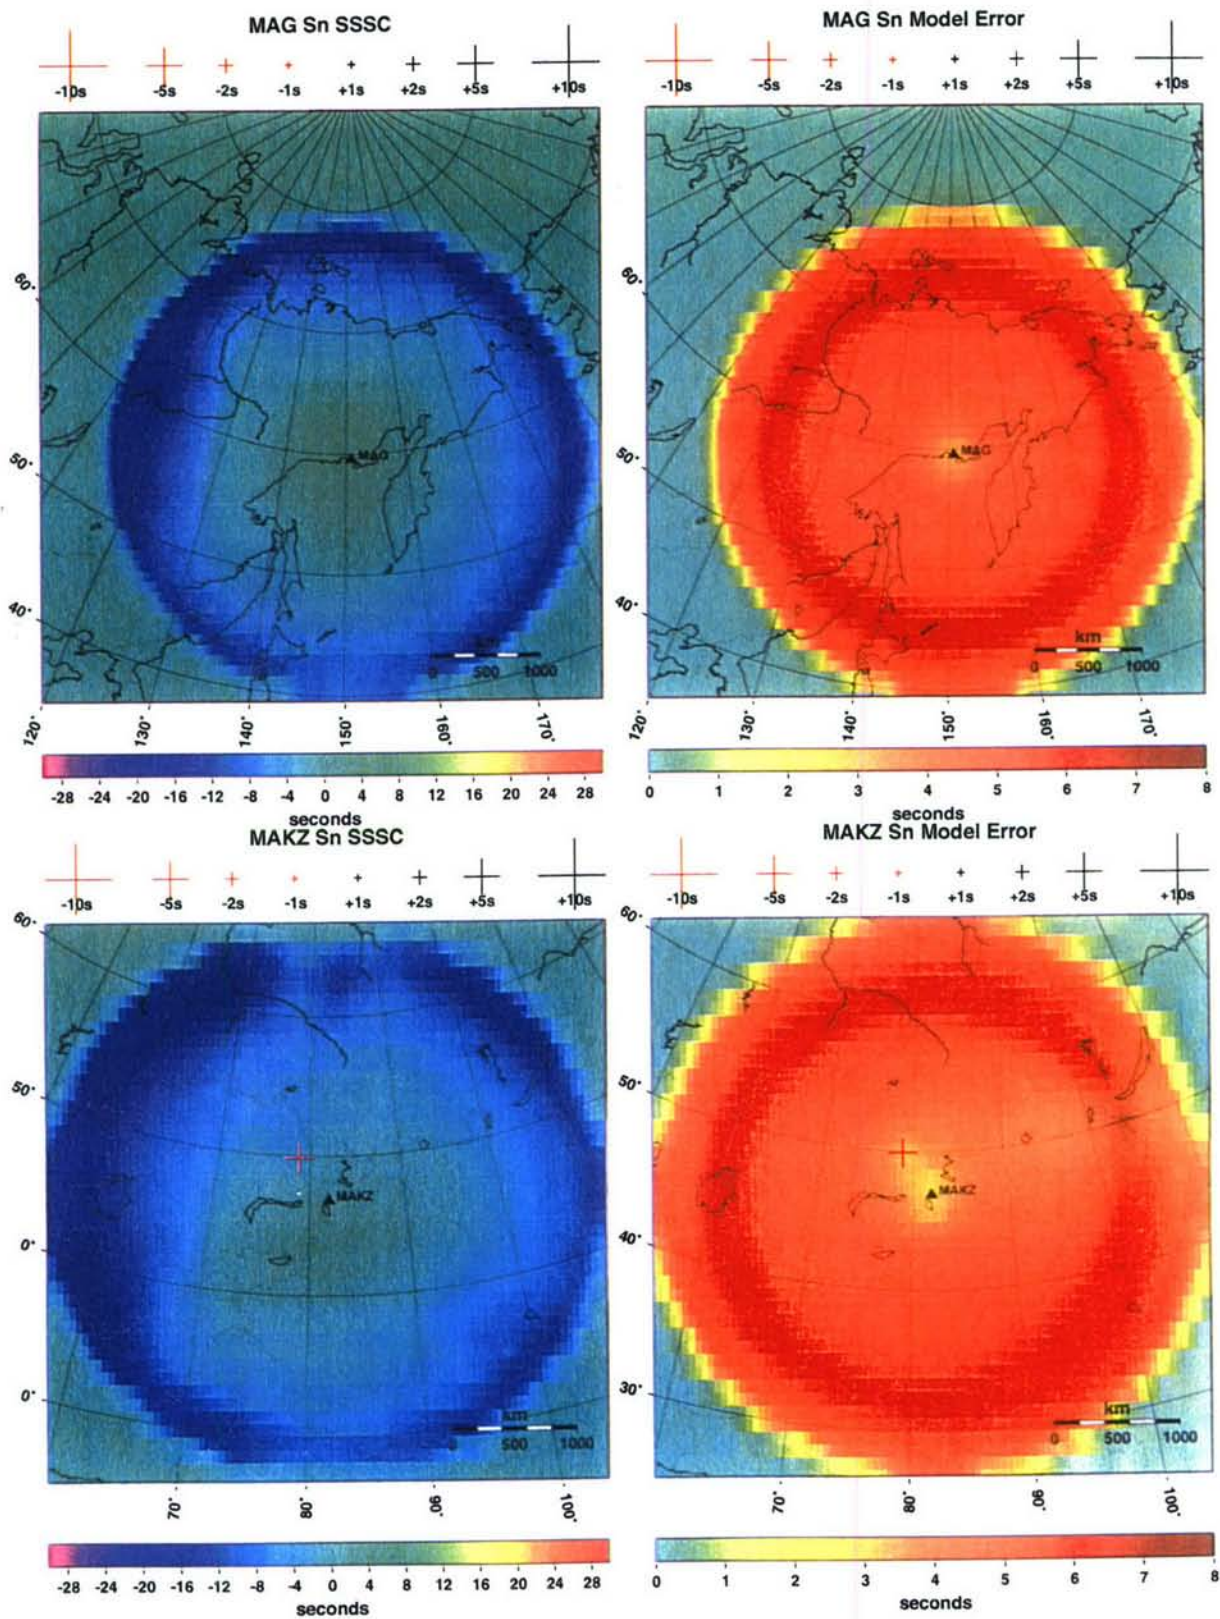 MAG Sn SSSC
-10s -5s -2s -1s +1s +2s +5s +10s
60°
50°
40°
MAG
0 500 1000
120° 130° 140° 150° 160° 170°
-28 -24 -20 -16 -12 -8 -4 0 4 8 12 16 20 24 28
seconds
MAG Sn Model Error
-10s -5s -2s -1s +1s +2s +5s +10s
60°
50°
40°
MAG
km
0 500 1000
120° 130° 140° 150° 160° 170°
0 1 2 3 4 5 6 7 8
seconds
MAKZ Sn SSSC
-10s -5s -2s -1s +1s +2s +5s +10s
60°
50°
0°
0°
MAKZ
km
0 500 1000
70° 80° 90° 100°
-28 -24 -20 -16 -12 -8 -4 0 4 8 12 16 20 24 28
seconds
MAKZ Sn Model Error
-10s -5s -2s -1s +1s +2s +5s +10s
60°
50°
40°
30°
MAKZ
km
0 500 1000
70° 80° 90° 100°
0 1 2 3 4 5 6 7 8
seconds